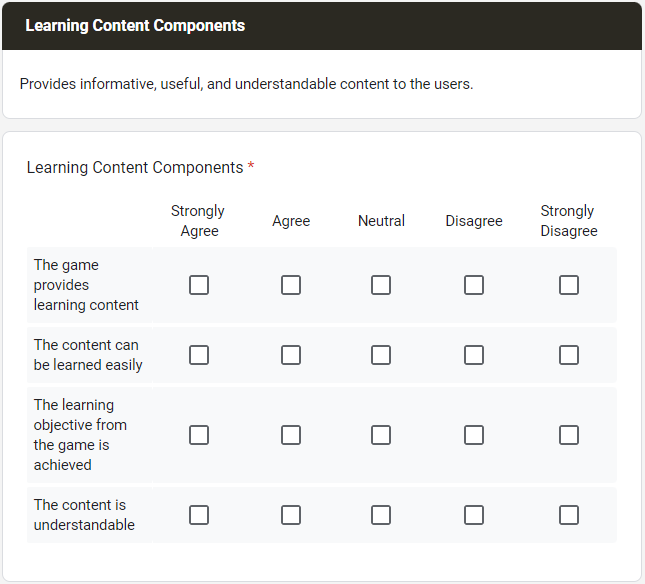 Learning Content Components
Provides informative, useful, and understandable content to the users.
Learning Content Components *
Strongly
Agree
Agree
Neutral
Disagree
Strongly
Disagree
The game
provides
learning content
The content can
be learned easily
The learning
objective from
the game is
achieved
The content is
understandable